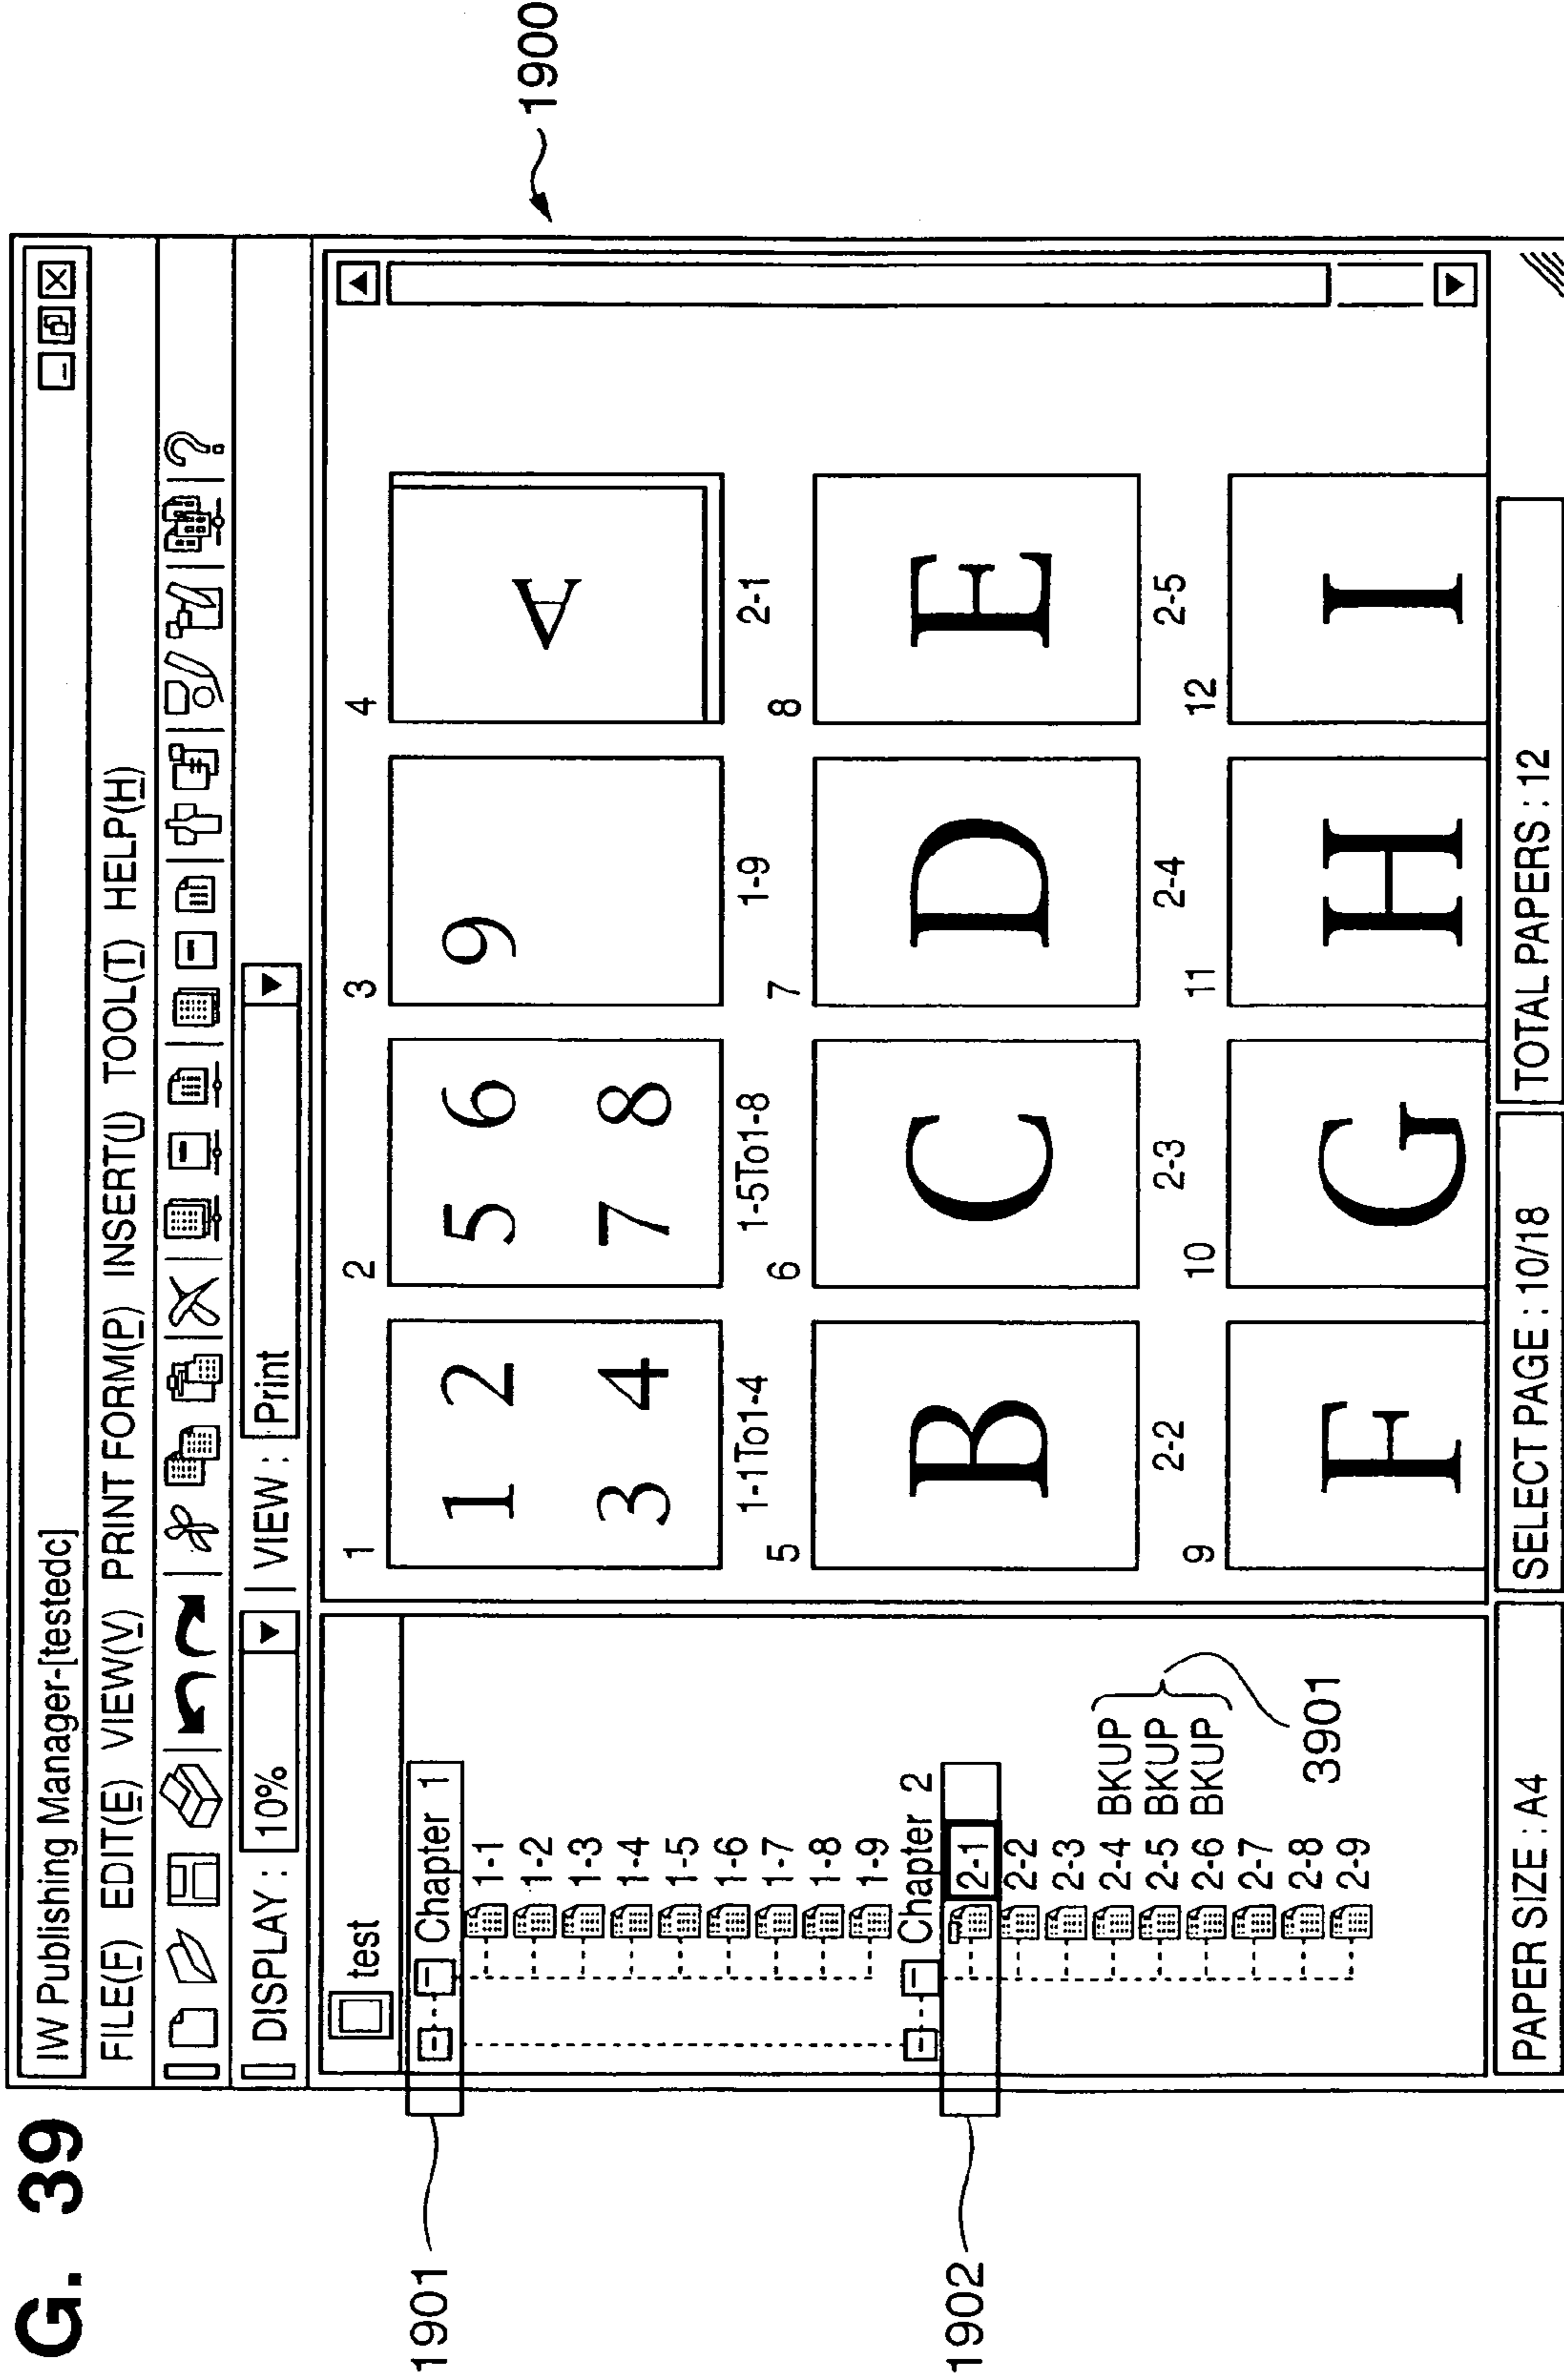 G. 39
1900
IW Publishing Manager-[testedc]
FILE(F) EDIT(E) VIEW(V) PRINT FORM(P) INSERT(I) TOOL(T) HELP(H)
DISPLAY : 10% VIEW : Print
test
1901
Chapter 1
1-1
1-2
1-3
1-4
1-5
1-6
1-7
1-8
1-9
1902
Chapter 2
2-1
2-2
2-3
2-4 BKUP
2-5 BKUP
2-6 BKUP
2-7
2-8
2-9
3901
1 2 3 4
1 2 5 6 9 A
3 4 7 8
1-1To1-4 1-5To1-8 1-9 2-1
5 6 7 8
B C D E
2-2 2-3 2-4 2-5
9 10 11 12
F G H I
PAPER SIZE : A4 SELECT PAGE : 10/18 TOTAL PAPERS : 12